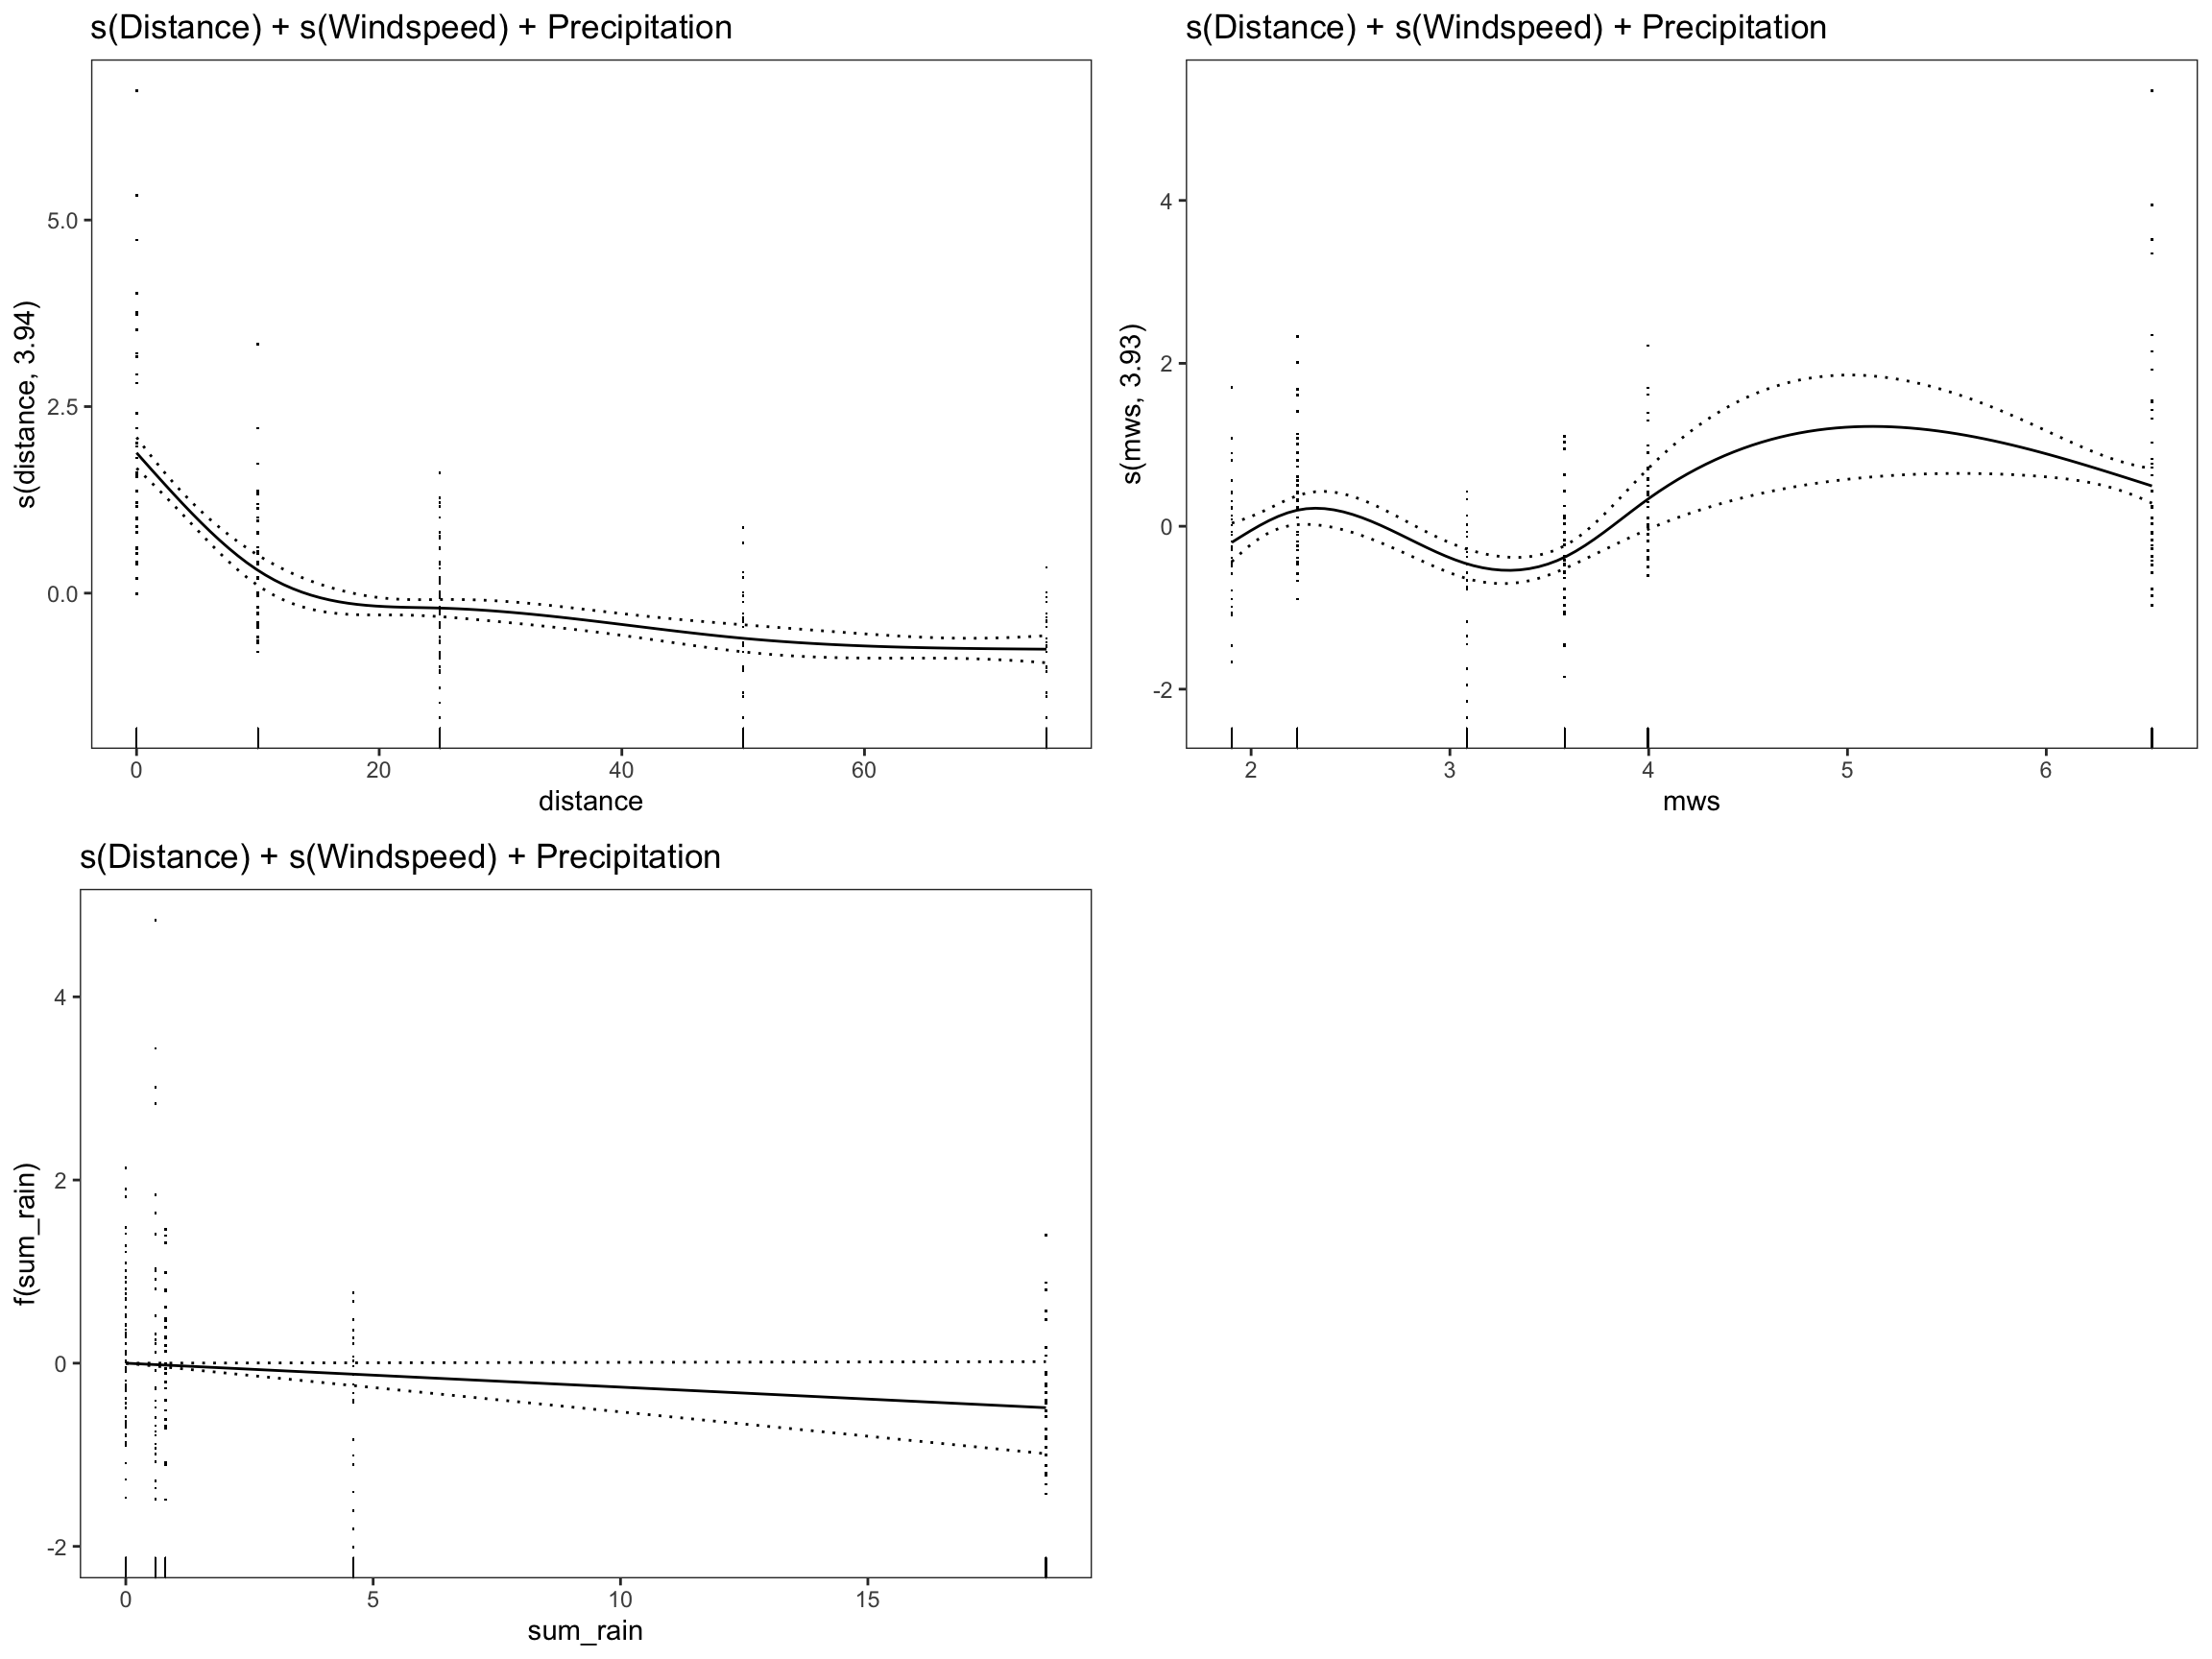 s(Distance) + s(Windspeed) + Precipitation
s(distance, 3.94)
5.0
2.5
0.0
0 20 40 60
distance
s(Distance) + s(Windspeed) + Precipitation
s(mws, 3.93)
4
2
0
-2
2 3 4 5 6
mws
s(Distance) + s(Windspeed) + Precipitation
f(sum_rain)
4
2
0
-2
0 5 10 15
sum_rain